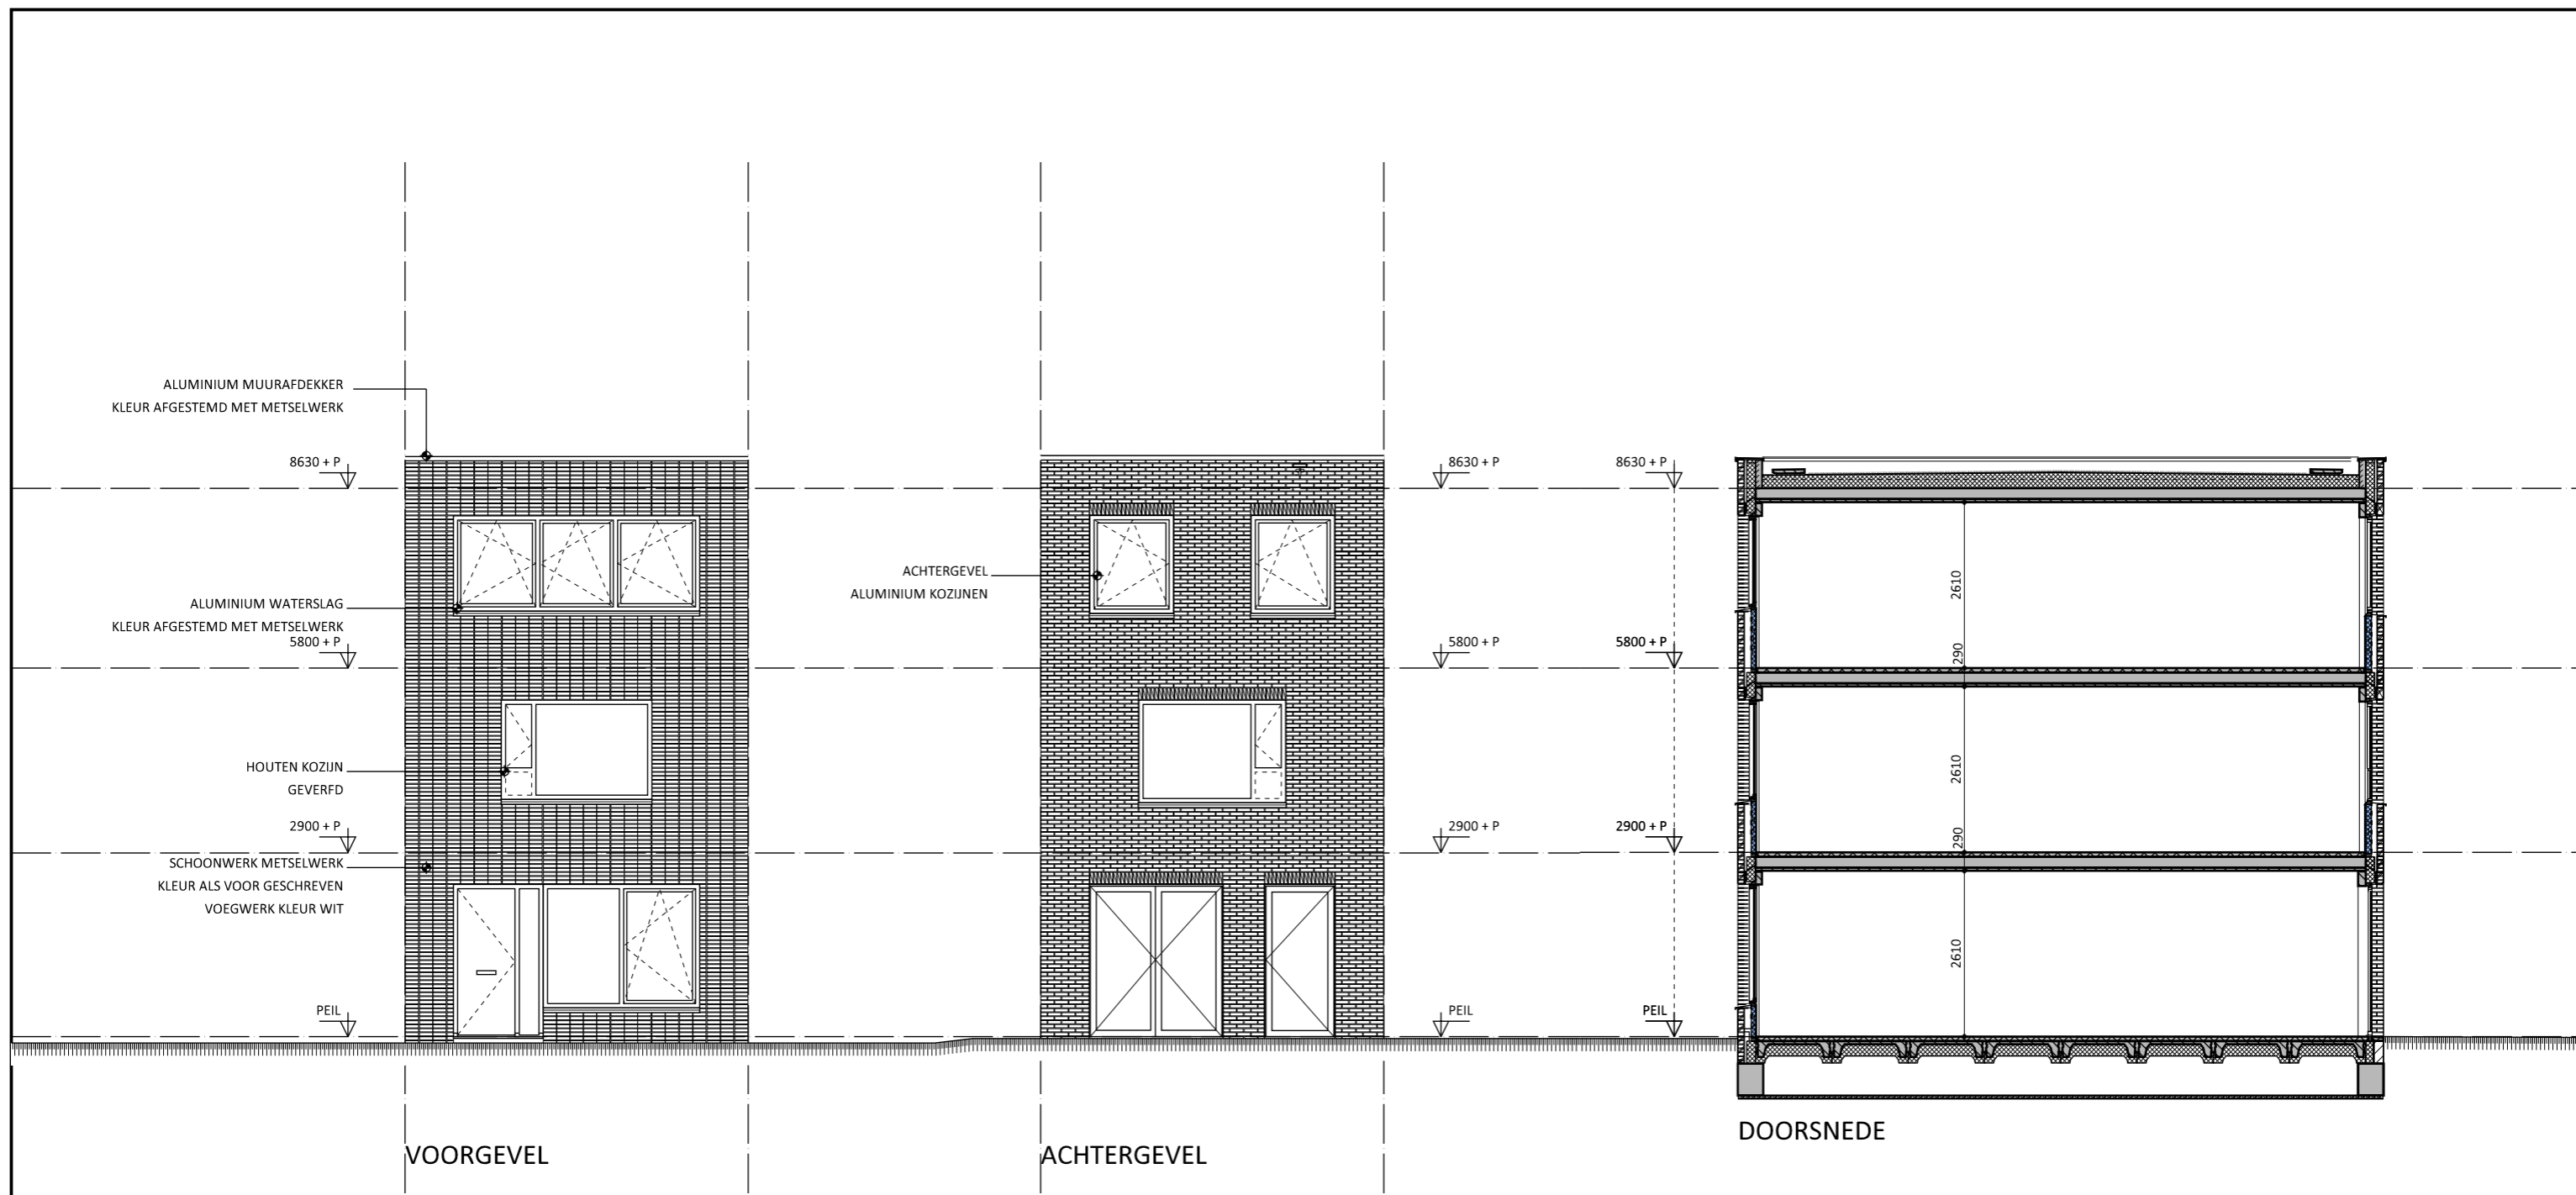 ALUMINIUM MUURAFDEKKER
KLEUR AFGESTEMD MET METSELWERK
8630 + P
ALUMINIUM WATERSLAG
KLEUR AFGESTEMD MET METSELWERK
5800 + P
HOUTEN KOZIJN
GEVERFD
2900 + P
SCHOONWERK METSELWERK
KLEUR ALS VOOR GESCHREVEN
VOEGWERK KLEUR WIT
PEIL
VOORGEVEL
ACHTERGEVEL
ALUMINIUM KOZIJNEN
8630 + P
5800 + P
2900 + P
PEIL
ACHTERGEVEL
8630 + P
5800 + P
2900 + P
PEIL
2610
290
2610
290
2610
DOORSNEDE